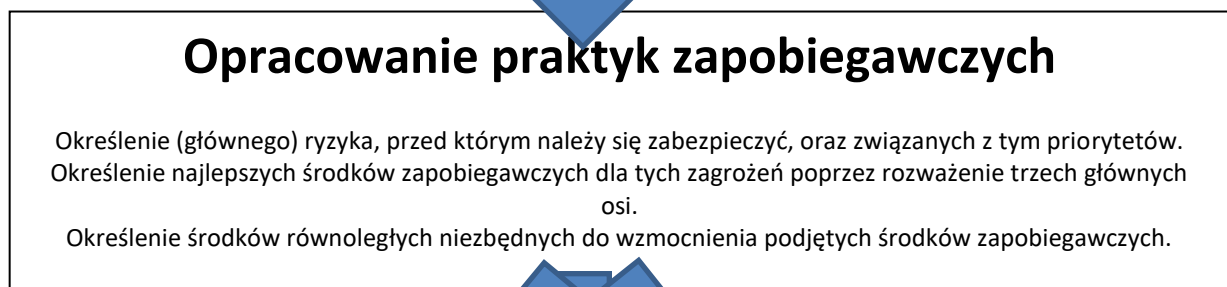 Opracowanie praktyk zapobiegawczych
Określenie (głównego) ryzyka, przed którym należy się zabezpieczyć, oraz związanych z tym priorytetów.
Określenie najlepszych środków zapobiegawczych dla tych zagrożeń poprzez rozważenie trzech głównych
osi.
Określenie środków równoległych niezbędnych do wzmocnienia podjętych środków zapobiegawczych.